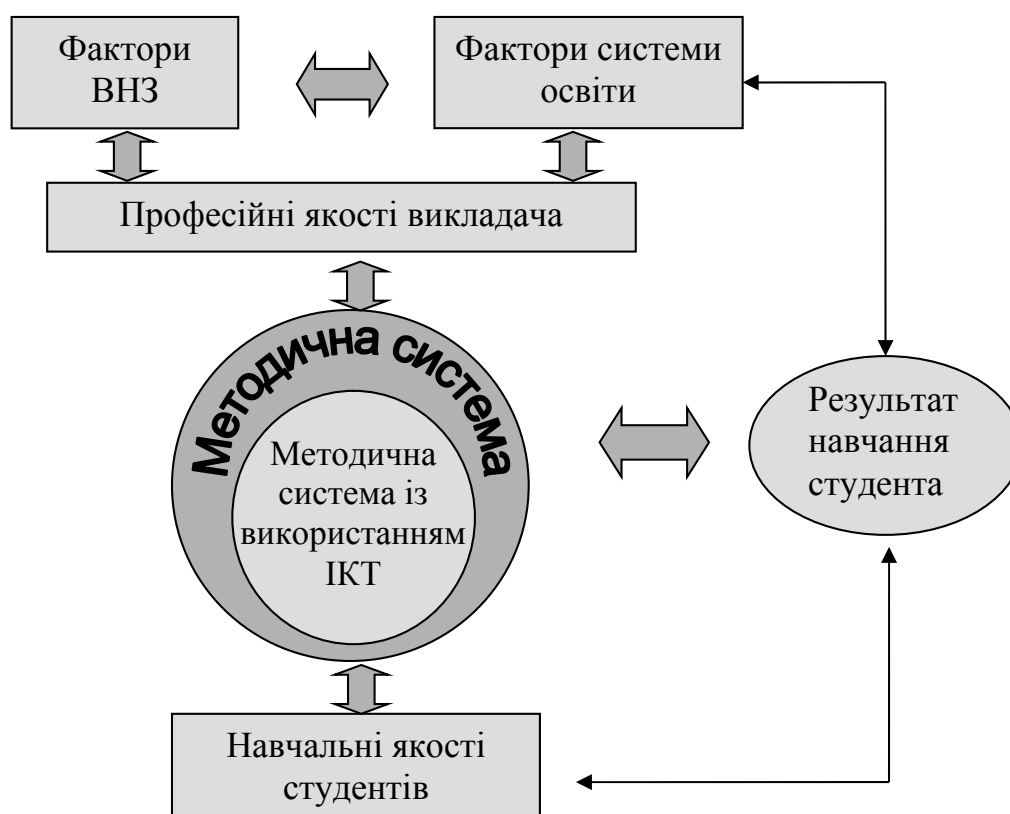 Фактори
ВНЗ
Фактори системи
освіти
Професійні якості викладача
Методична система
Методична
система із
використанням
ІКТ
Результат
навчання
студента
Навчальні якості
студентів